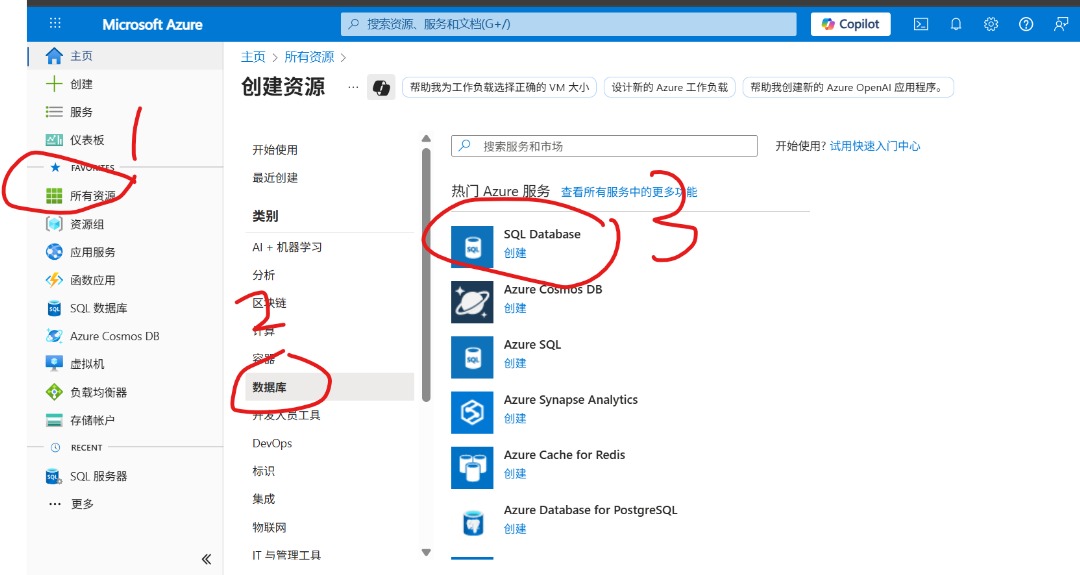 Microsoft Azure
搜索资源、服务和文档(G+/)
Copilot
主页
创建
服务
仪表板
FAVORITES
所有资源
资源组
应用服务
函数应用
SQL 数据库
Azure Cosmos DB
虚拟机
负载均衡器
存储帐户
RECENT
SQL 服务器
更多
主页 > 所有资源 >
创建资源
帮助我为工作负载选择正确的 VM 大小
设计新的 Azure 工作负载
帮助我创建新的 Azure OpenAI 应用程序。
开始使用
最近创建
类别
AI + 机器学习
分析
区块链
计算
容器
数据库
开发人员工具
DevOps
标识
集成
物联网
IT 与管理工具
搜索服务和市场
开始使用? 试用快速入门中心
热门 Azure 服务 查看所有服务中的更多功能
SQL Database
创建
Azure Cosmos DB
创建
Azure SQL
创建
Azure Synapse Analytics
创建
Azure Cache for Redis
创建
Azure Database for PostgreSQL
创建
1
2
3